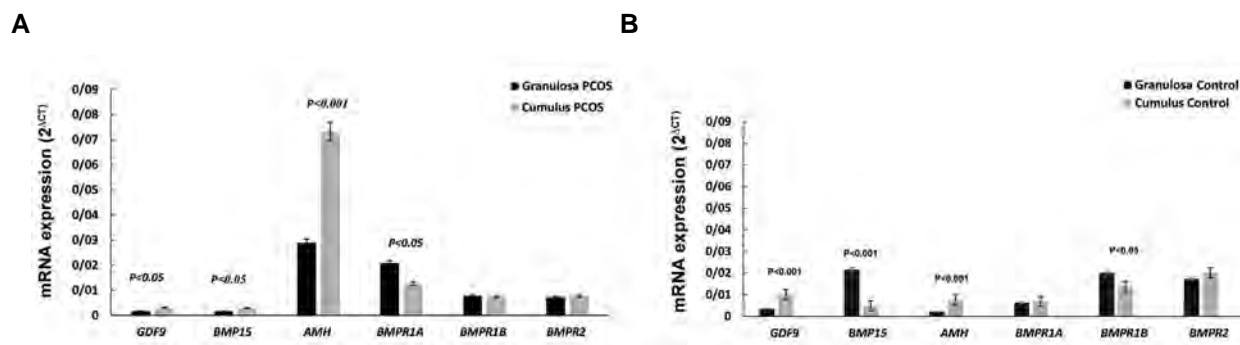 A
B
mRNA expression (2^ΔCT)
0/09
0/08
0/07
0/06
0/05
0/04
0/03
0/02
0/01
0
P<0.05
P<0.05
P<0.001
P<0.05
Granulosa PCOS
Cumulus PCOS
GDF9 BMP15 AMH BMPR1A BMPR1B BMPR2
mRNA expression (2^ΔCT)
0/09
0/08
0/07
0/06
0/05
0/04
0/03
0/02
0/01
0
P<0.001
P<0.001
P<0.001
P<0.05
Granulosa Control
Cumulus Control
GDF9 BMP15 AMH BMPR1A BMPR1B BMPR2